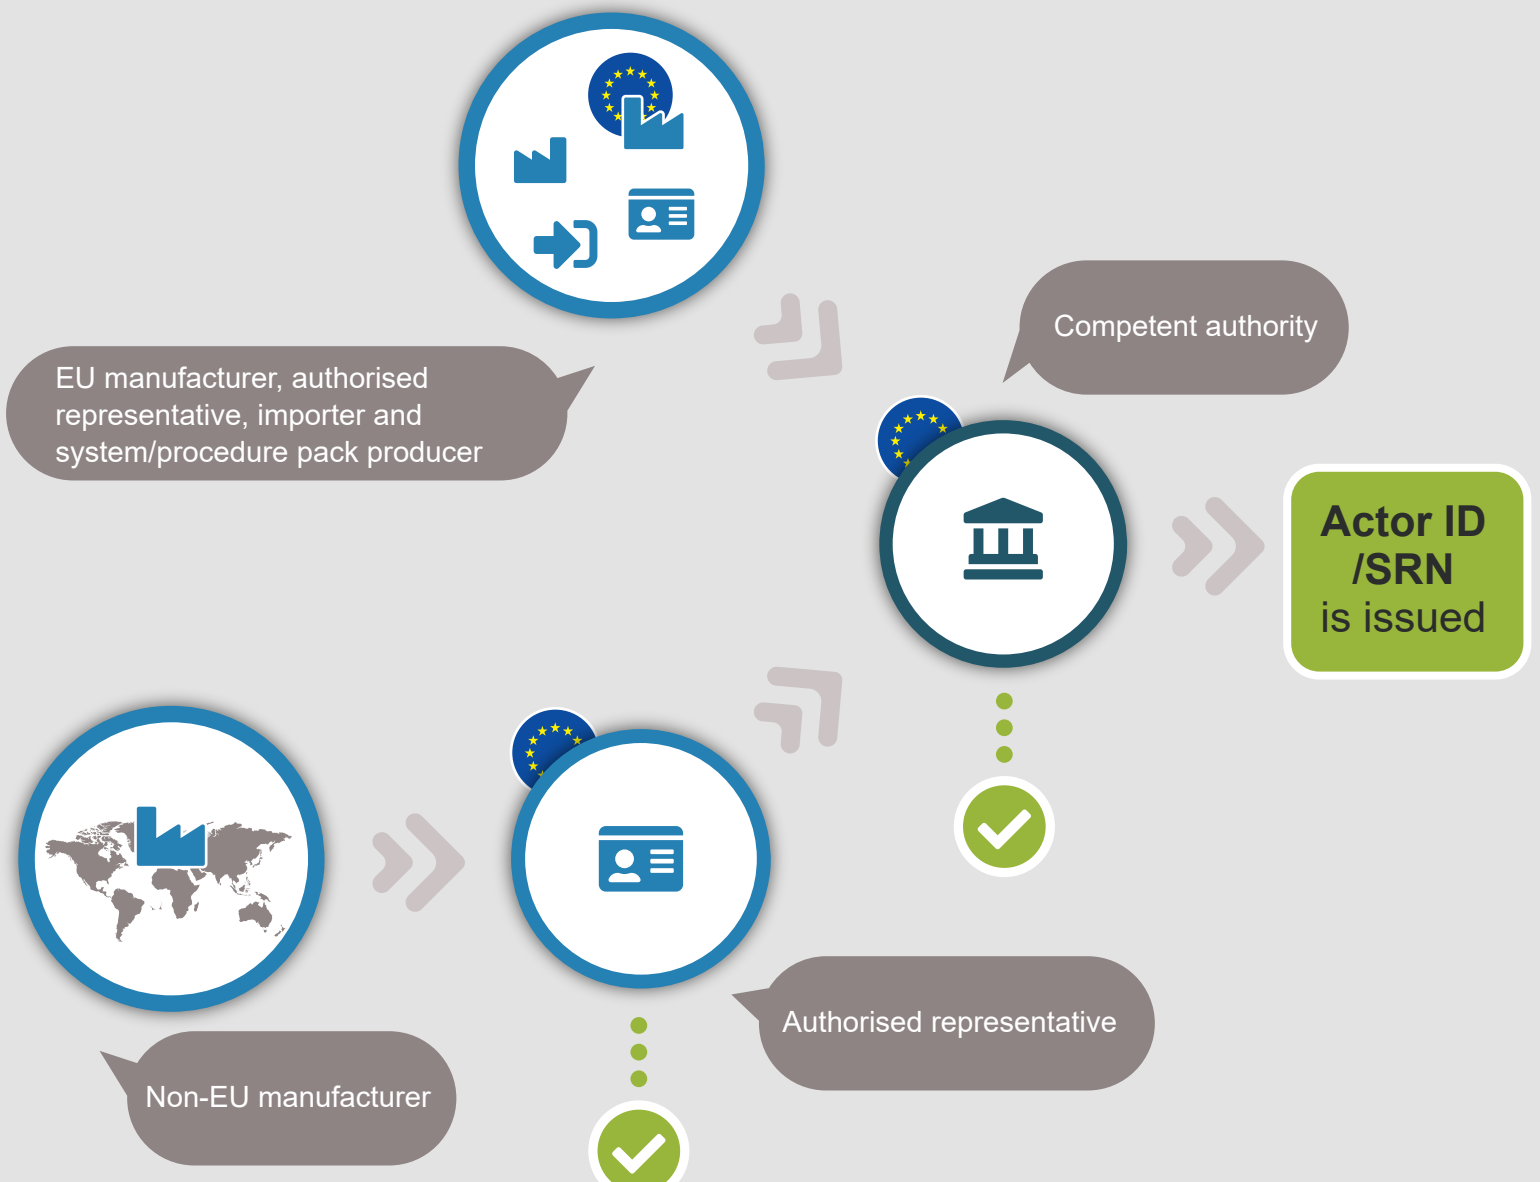 EU manufacturer, authorised
representative, importer and
system/procedure pack producer
Competent authority
Actor ID
/SRN
is issued
Authorised representative
Non-EU manufacturer